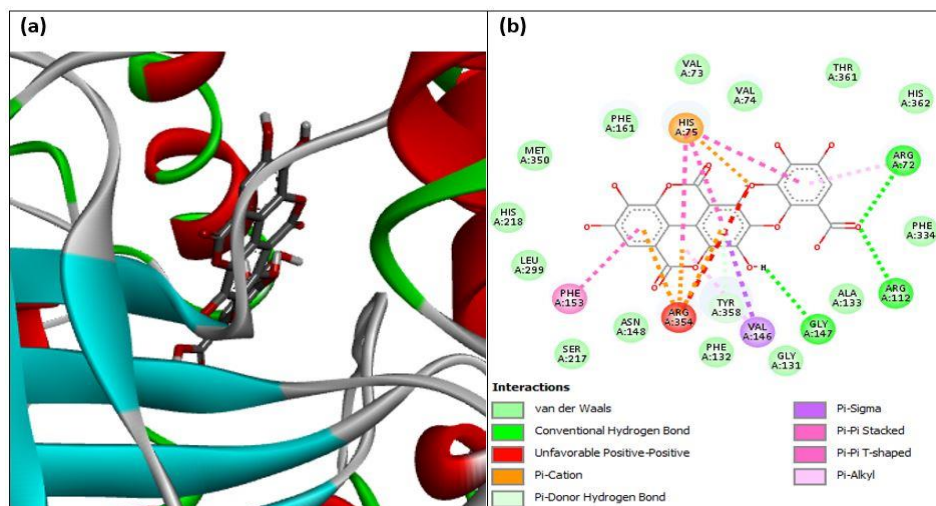 (a)
(b)
VAL
A:73
VAL
A:74
THR
A:361
HIS
A:362
PHE
A:161
HIS
A:75
MET
A:350
ARG
A:72
HIS
A:218
PHE
A:334
LEU
A:299
PHE
A:153
ASN
A:148
ARG
A:354
TYR
A:358
H
VAL
A:146
GLY
A:147
ALA
A:133
ARG
A:112
SER
A:217
PHE
A:132
GLY
A:131
Interactions
van der Waals
Conventional Hydrogen Bond
Unfavorable Positive-Positive
Pi-Cation
Pi-Donor Hydrogen Bond
Pi-Sigma
Pi-Pi Stacked
Pi-Pi T-shaped
Pi-Alkyl